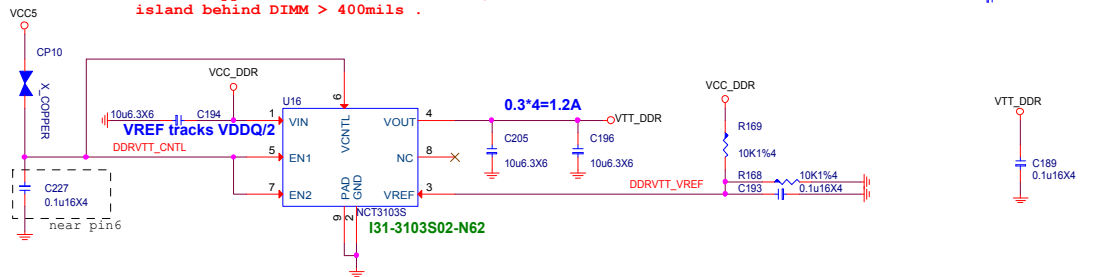 island behind DIMM > 400mils .
VCC5
CP10
X_COPPER
VCC_DDR
U16
10u6.3X6
C194
VREF tracks VDDQ/2
DDRVTT_CNTL
1
VIN
5
EN1
7
EN2
6
VCNTL
VOUT
4
NC
8
VREF
3
PAD
GND
9
2
NCT3103S
I31-3103S02-N62
0.3*4=1.2A
VTT_DDR
C205
10u6.3X6
C196
10u6.3X6
DDRVTT_VREF
VCC_DDR
R169
10K1%4
R168
10K1%4
C193
0.1u16X4
VTT_DDR
C189
0.1u16X4
C227
0.1u16X4
near pin6